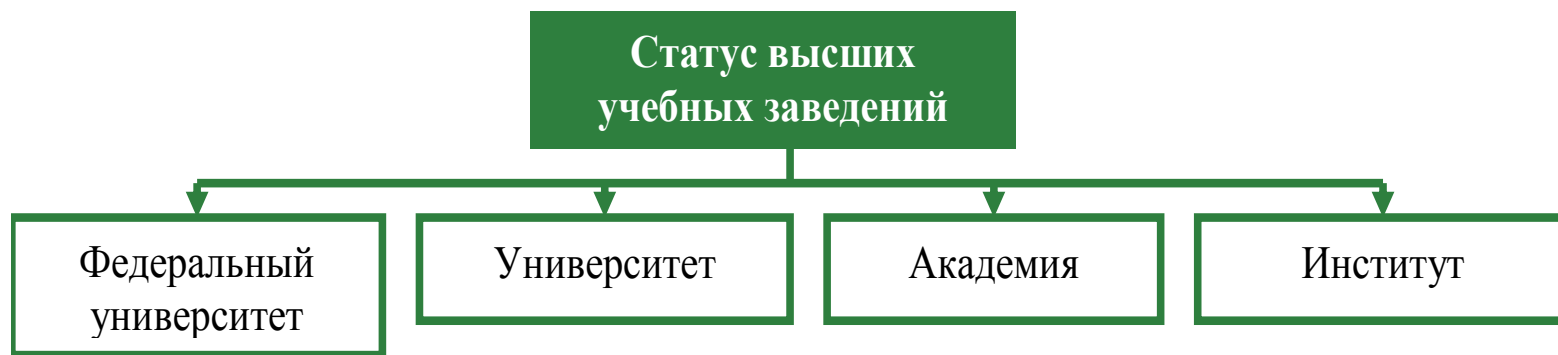 Статус высших
учебных заведений
Федеральный
университет
Университет
Академия
Институт